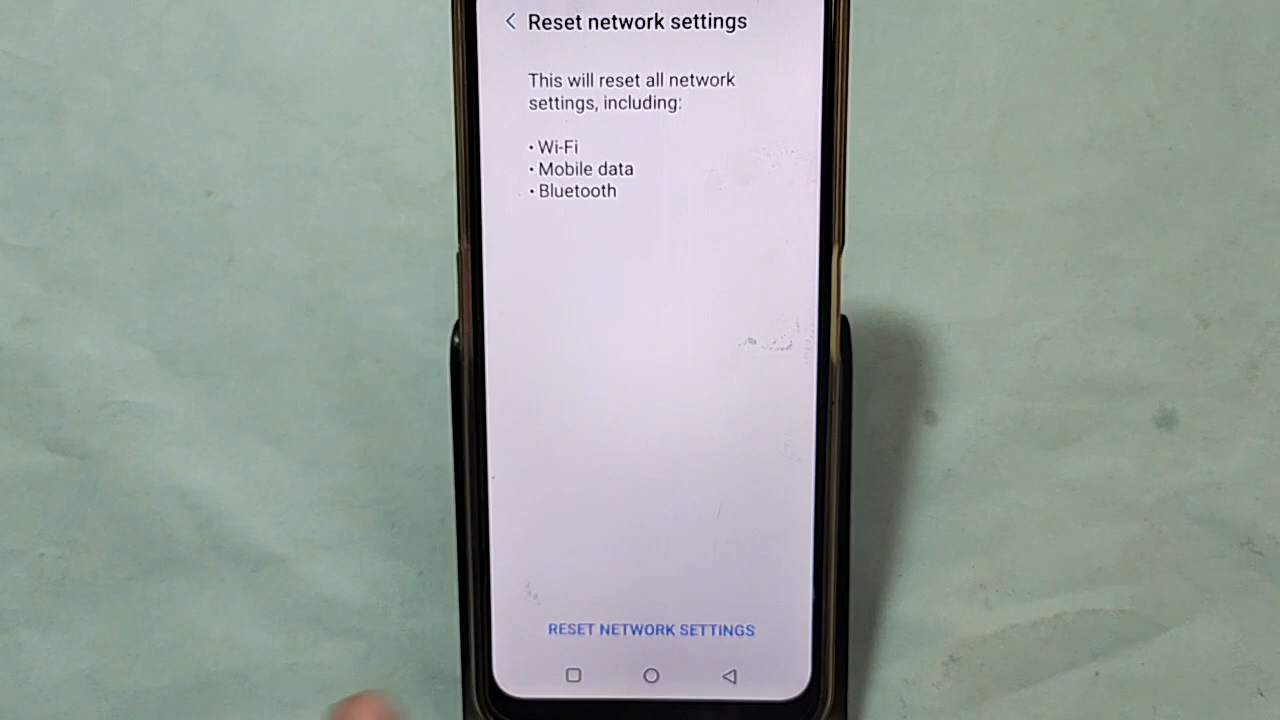 Reset network settings
This will reset all network
settings, including:
• Wi-Fi
• Mobile data
• Bluetooth
RESET NETWORK SETTINGS